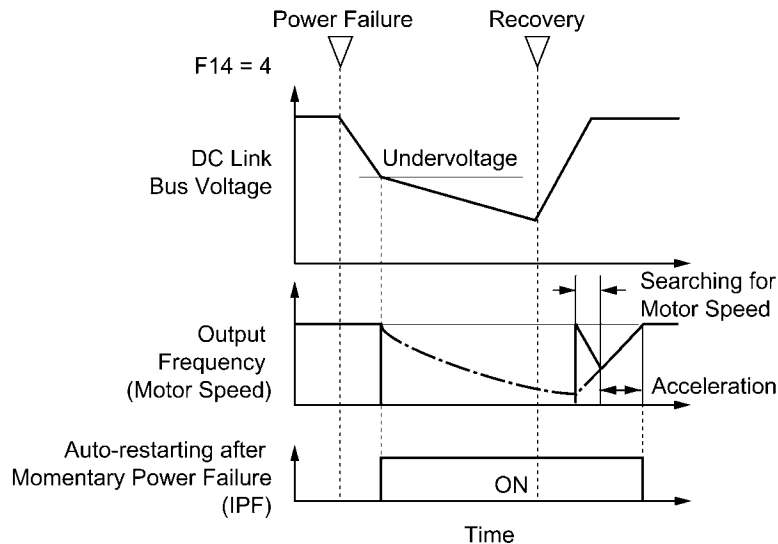 Power Failure
Recovery
F14 = 4
DC Link
Bus Voltage
Undervoltage
Searching for
Motor Speed
Output
Frequency
(Motor Speed)
Acceleration
Auto-restarting after
Momentary Power Failure
(IPF)
ON
Time